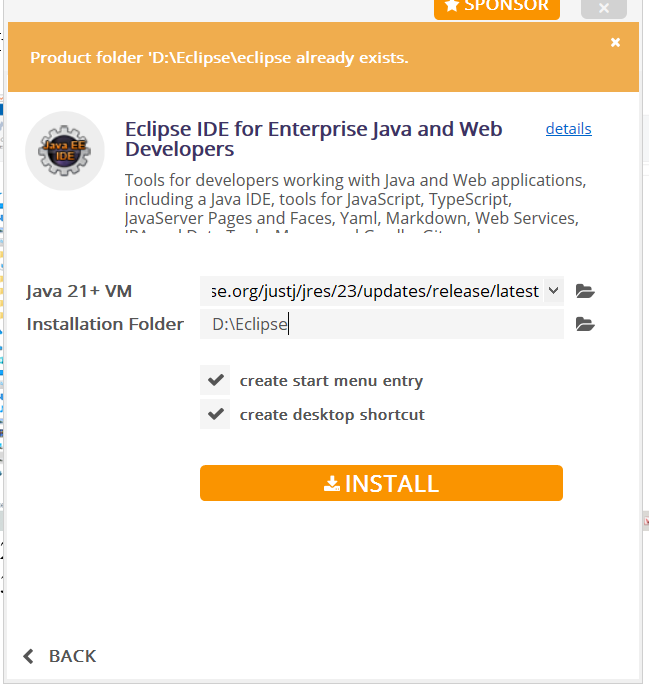 SPONSOR
×
Product folder 'D:\Eclipse\eclipse already exists.
×
Java EE
IDE
Eclipse IDE for Enterprise Java and Web
Developers
details
Tools for developers working with Java and Web applications,
including a Java IDE, tools for JavaScript, TypeScript,
JavaServer Pages and Faces, Yaml, Markdown, Web Services,
Java 21+ VM
se.org/justj/jres/23/updates/release/latest
Installation Folder
D:\Eclipse
create start menu entry
create desktop shortcut
INSTALL
BACK